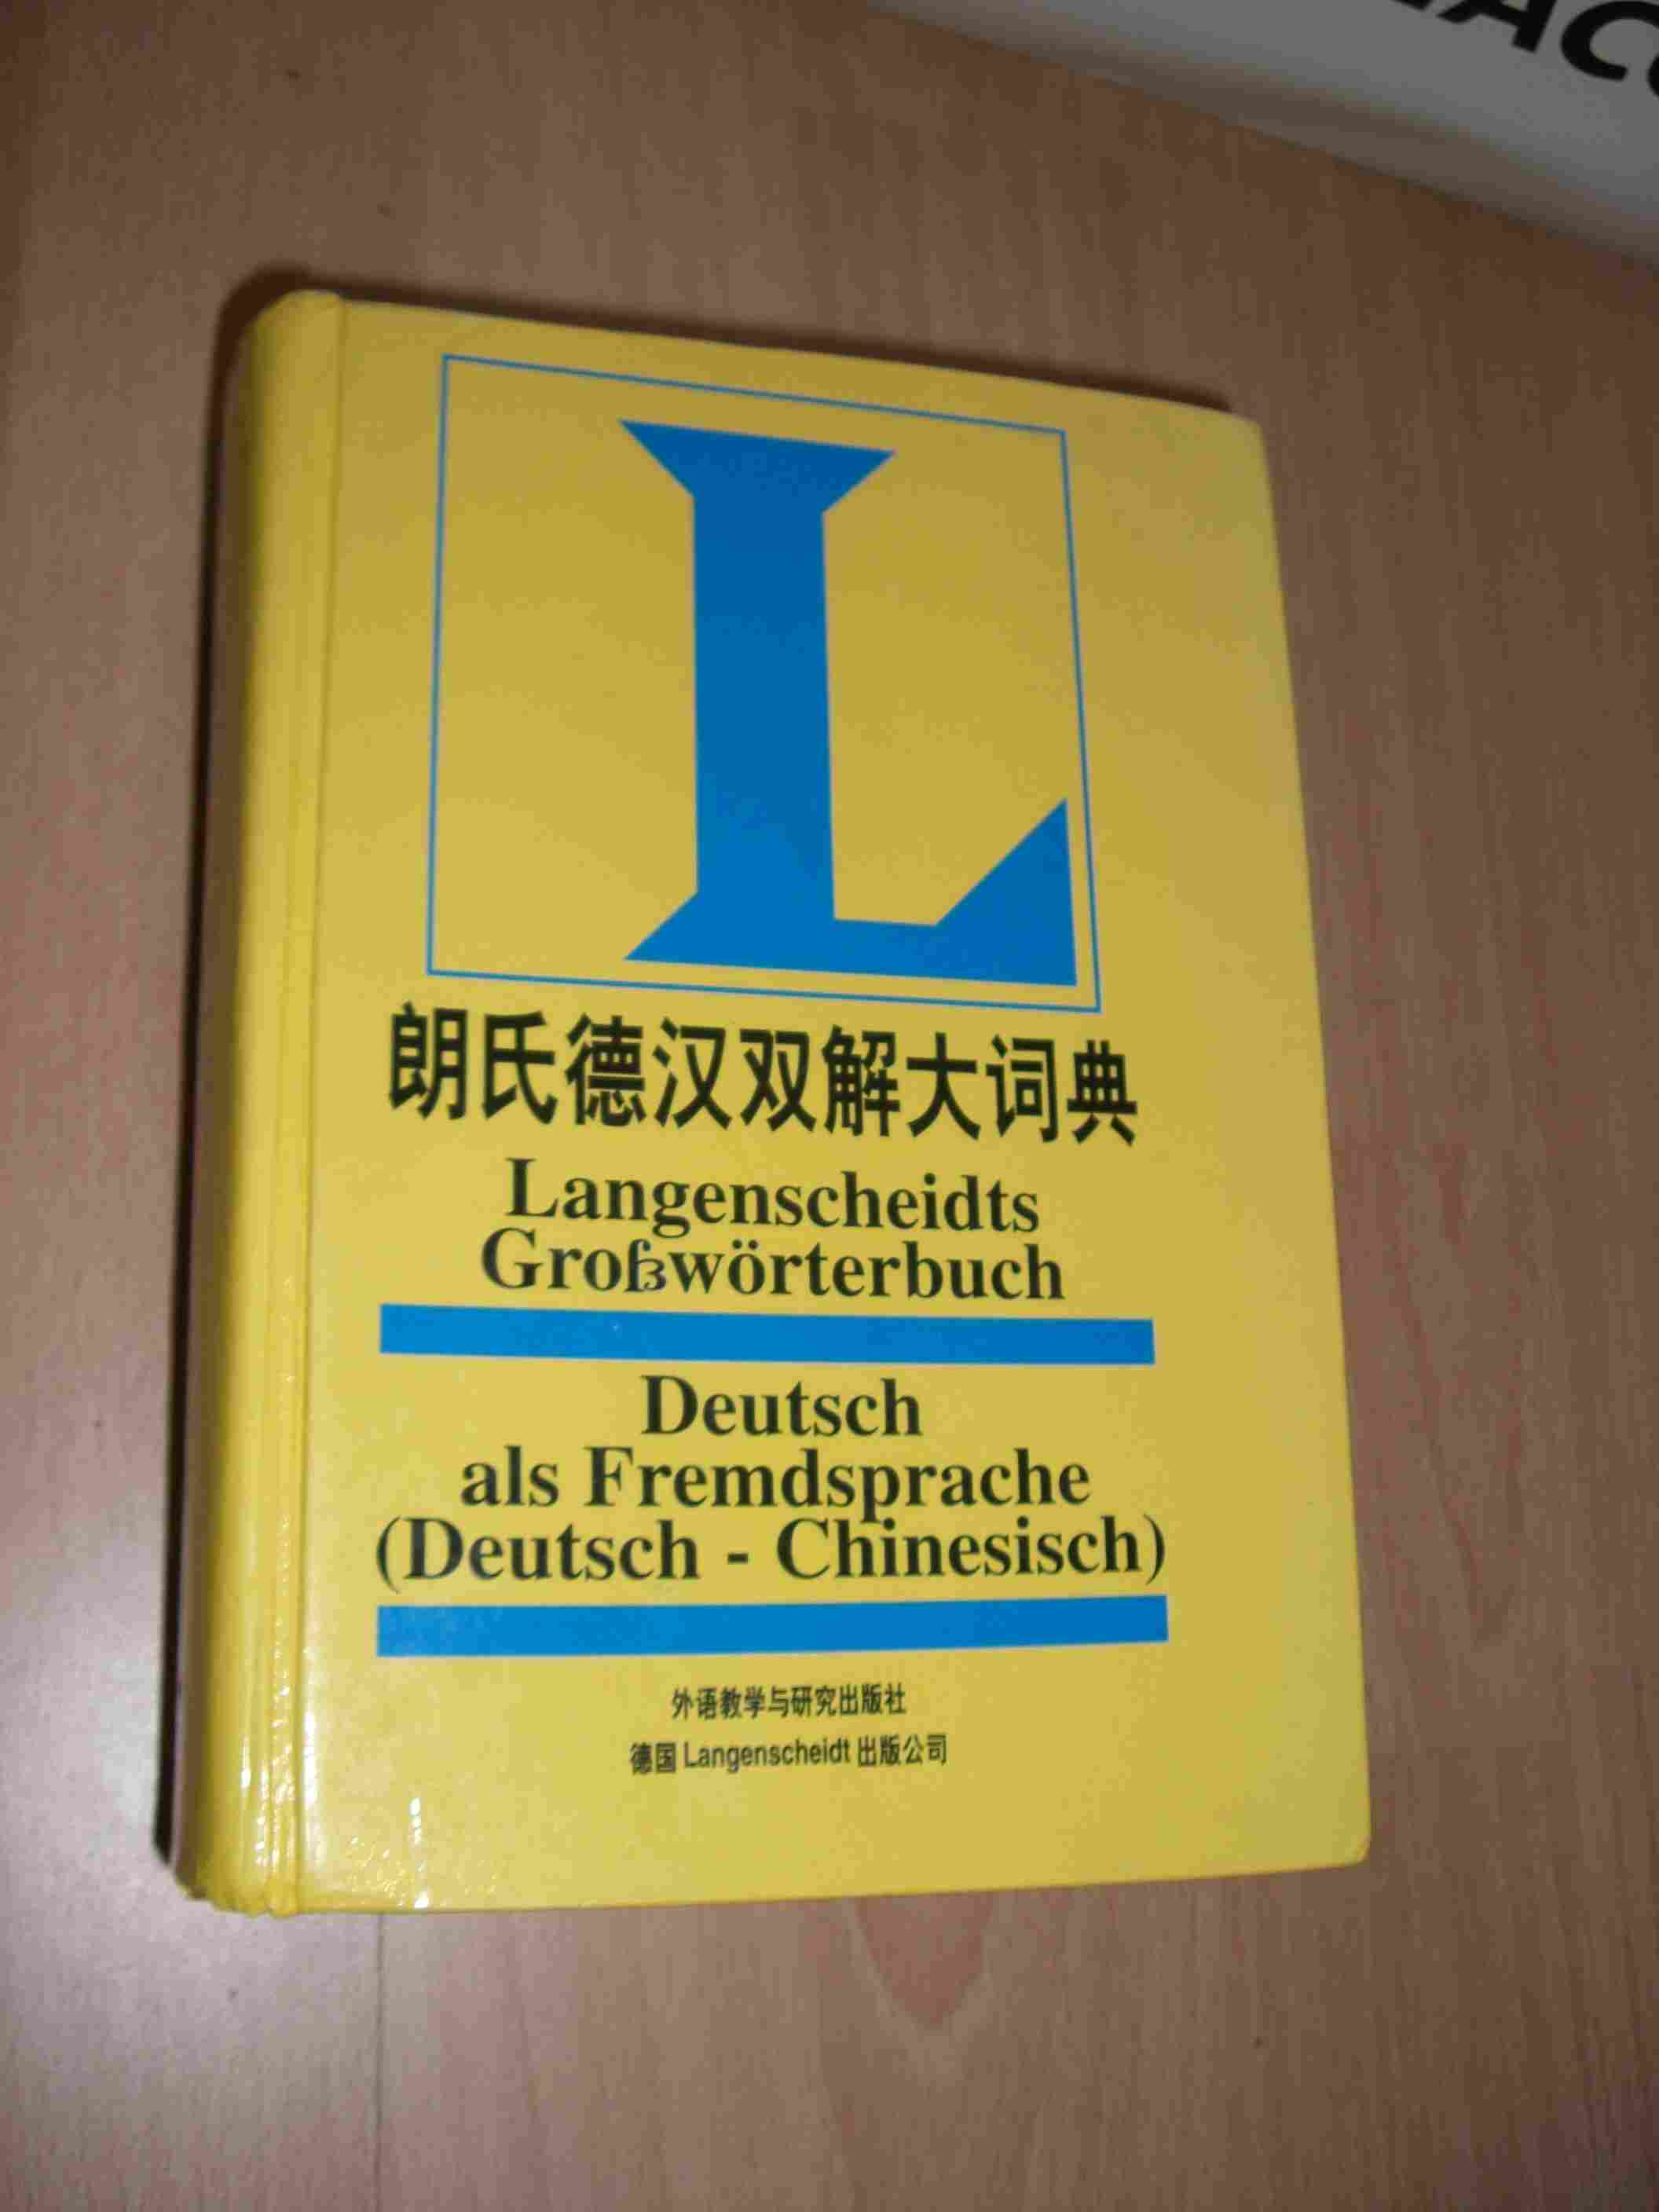 L
朗氏德汉双解大词典
Langenscheidts
Großwörterbuch
Deutsch
als Fremdsprache
(Deutsch - Chinesisch)
外语教学与研究出版社
德国 Langenscheidt 出版公司